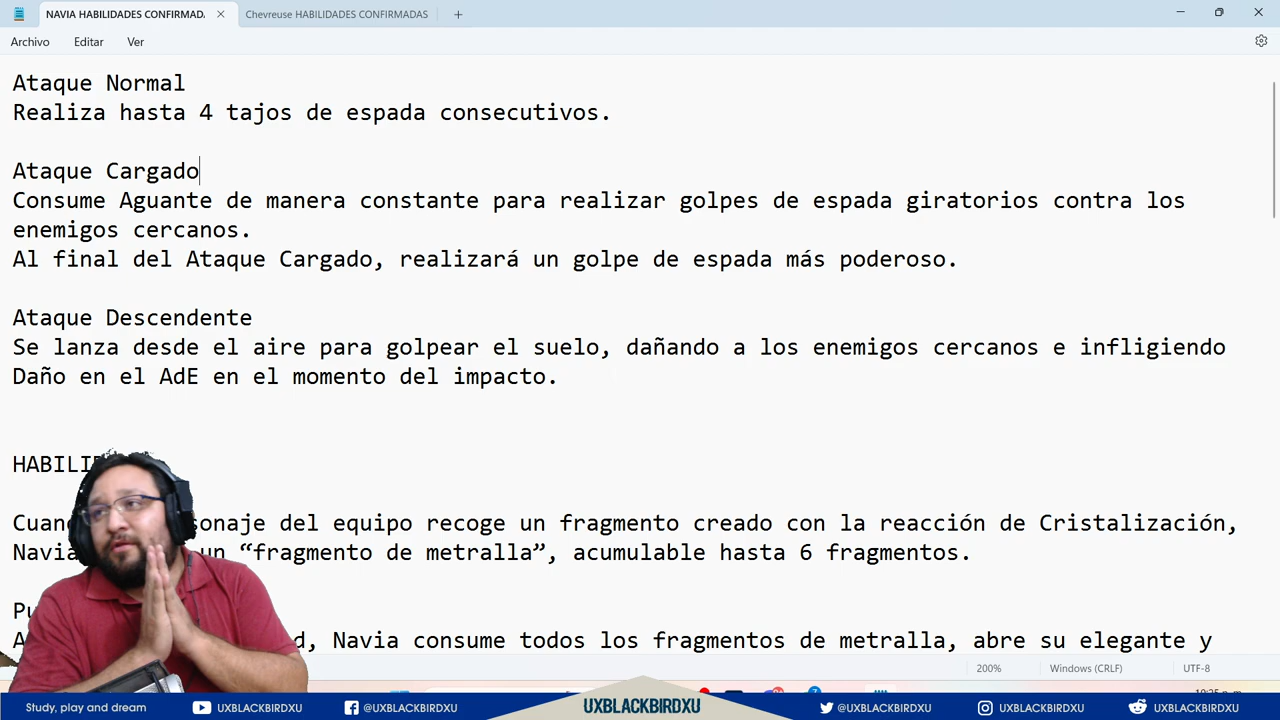 NAVIA HABILIDADES CONFIRMAD.
Chevreuse HABILIDADES CONFIRMADAS
Archivo Editar Ver
Ataque Normal
Realiza hasta 4 tajos de espada consecutivos.
Ataque Cargado
Consume Aguante de manera constante para realizar golpes de espada giratorios contra los
enemigos cercanos.
Al final del Ataque Cargado, realizará un golpe de espada más poderoso.
Ataque Descendente
Se lanza desde el aire para golpear el suelo, dañando a los enemigos cercanos e infligiendo
Daño en el AdE en el momento del impacto.
del equipo recoge un fragmento creado con la reacción de Cristalización,
Navia un “fragmento de metralla”, acumulable hasta 6 fragmentos.
Navia consume todos los fragmentos de metralla, abre su elegante y
200% Windows (CRLF) UTF-8
Study, play and dream UXBLACKBIRDXU @UXBLACKBIRDXU UXBLACKBIRDXU @UXBLACKBIRDXU UXBLACKBIRDXU UXBLACKBIRDXU